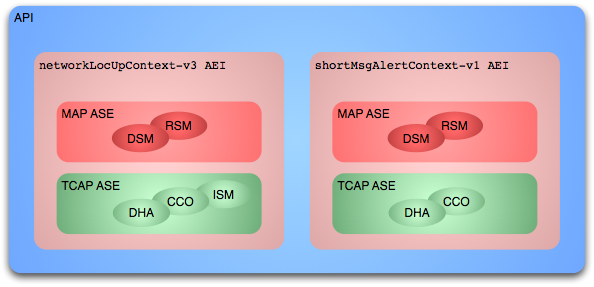 API
networkLocUpContext-v3 AEI
MAP ASE
RSM
DSM
TCAP ASE
ISM
CCO
DHA
shortMsgAlertContext-v1 AEI
MAP ASE
RSM
DSM
TCAP ASE
CCO
DHA